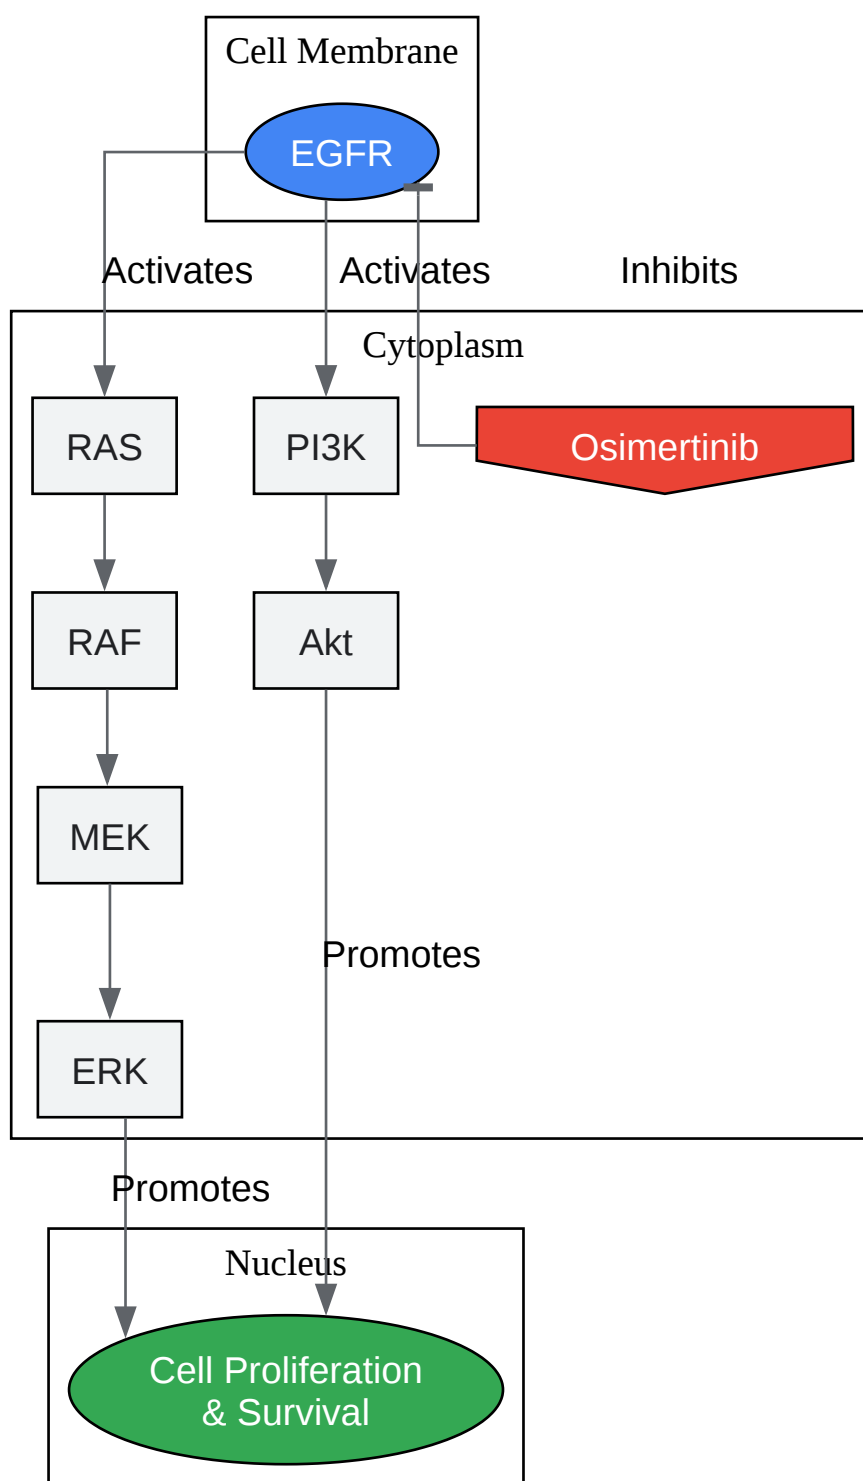 Cell Membrane
EGFR
Activates
Activates
Inhibits
Cytoplasm
RAS
PI3K
Osimertinib
RAF
Akt
MEK
Promotes
ERK
Promotes
Nucleus
Cell Proliferation
& Survival